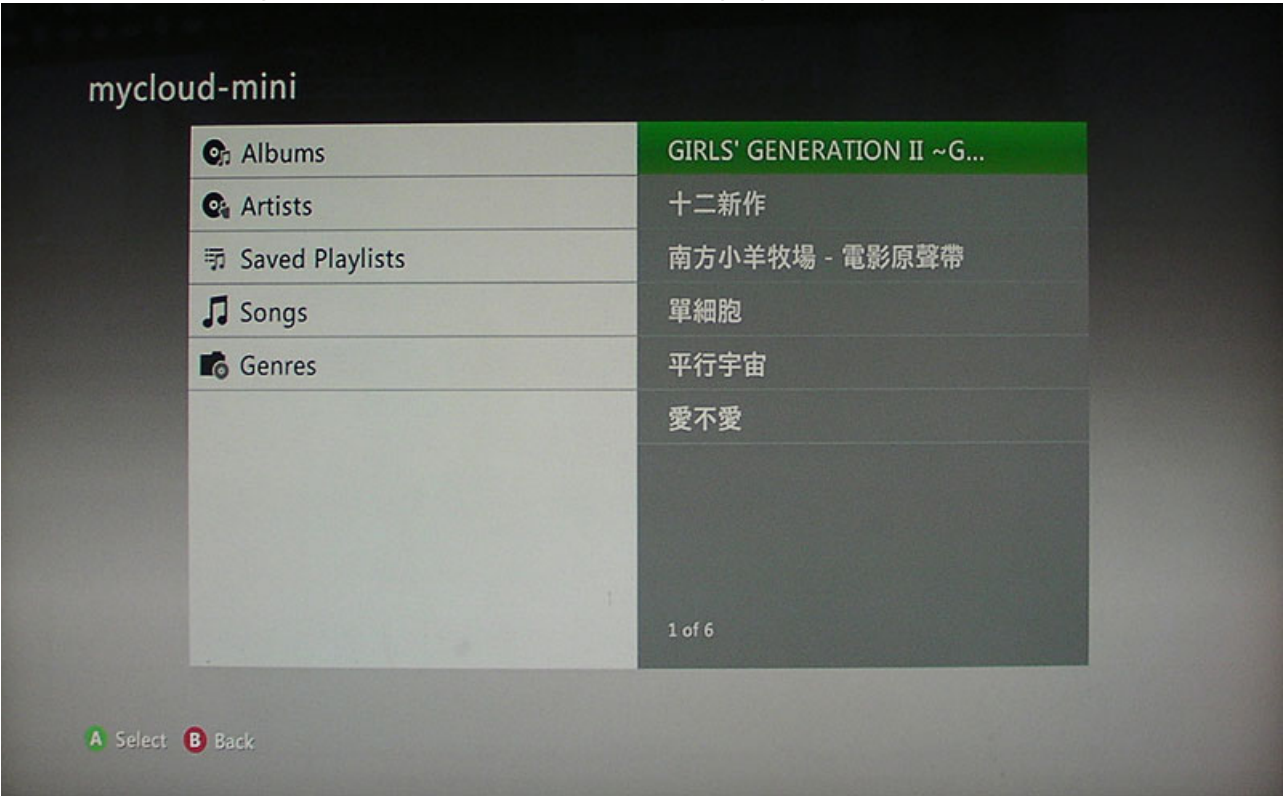 mycloud-mini
Albums
Artists
Saved Playlists
Songs
Genres
GIRLS' GENERATION II ~G...
十二新作
南方小羊牧場 - 電影原聲帶
單細胞
平行宇宙
愛不愛
1 of 6
A Select B Back